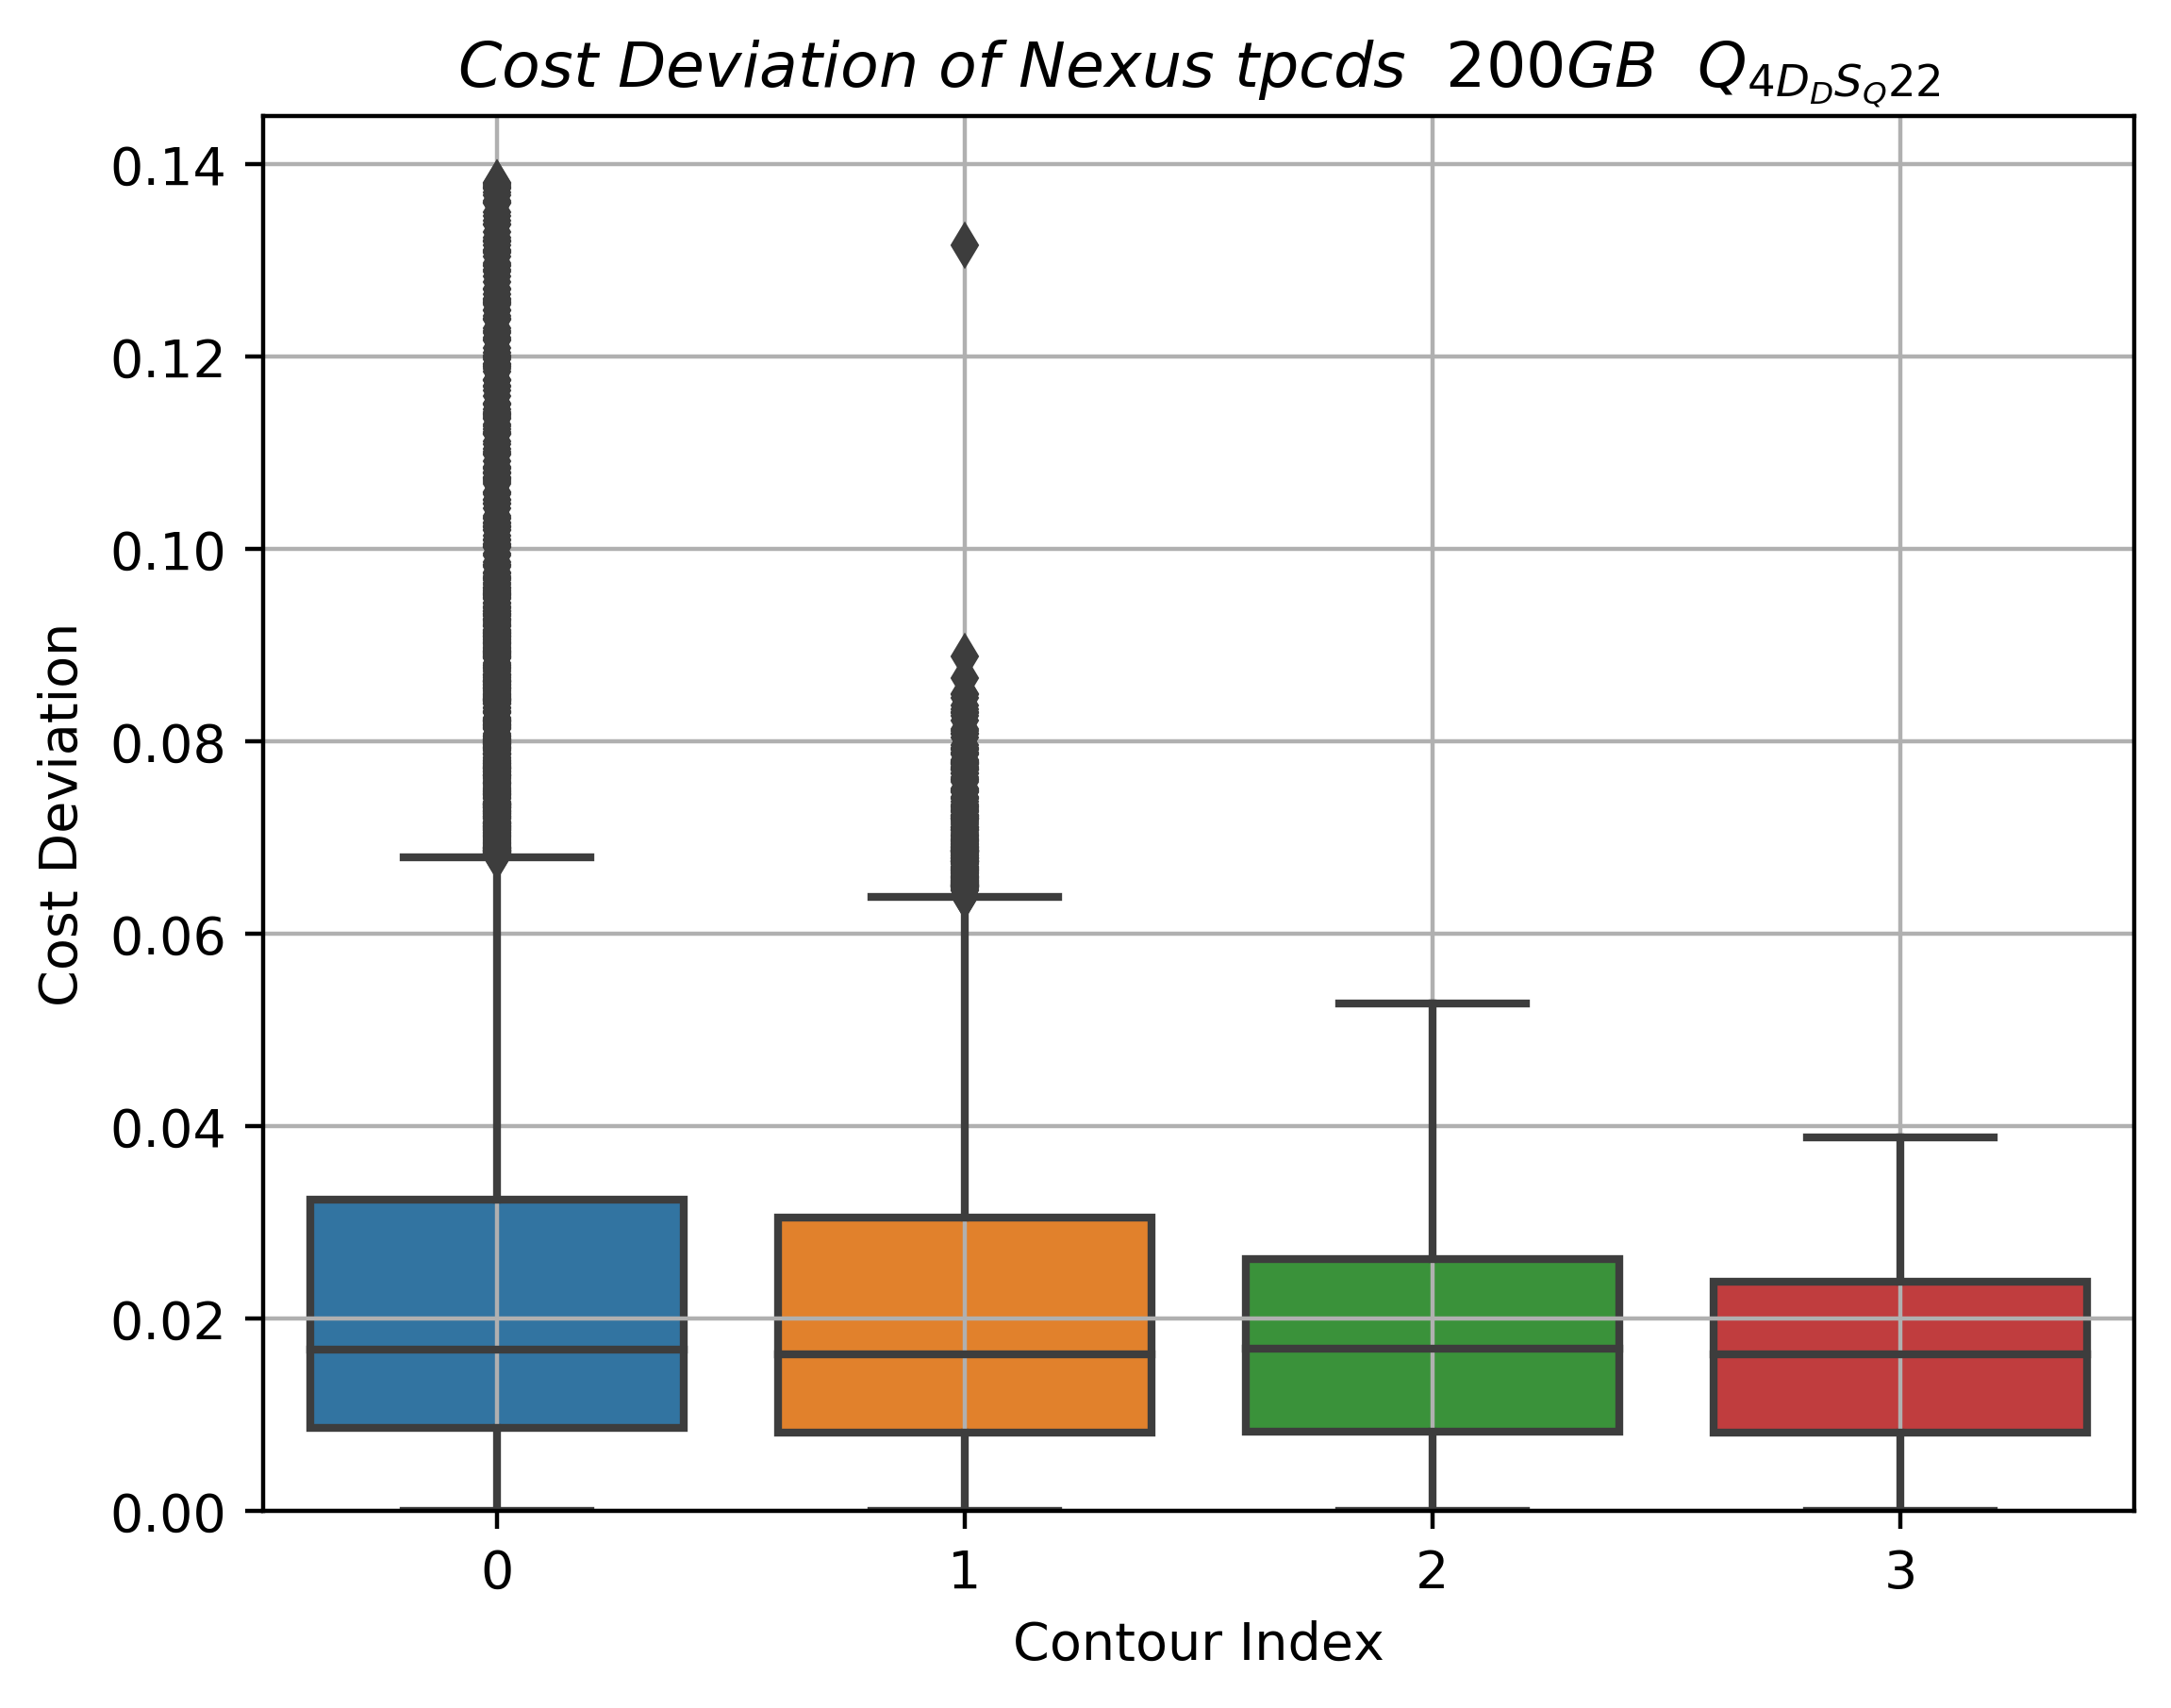 Cost Deviation of Nexus tpcds 200GB Q4DDSQ22
0.14
0.12
0.10
0.08
0.06
0.04
0.02
0.00
Cost Deviation
0 1 2 3
Contour Index